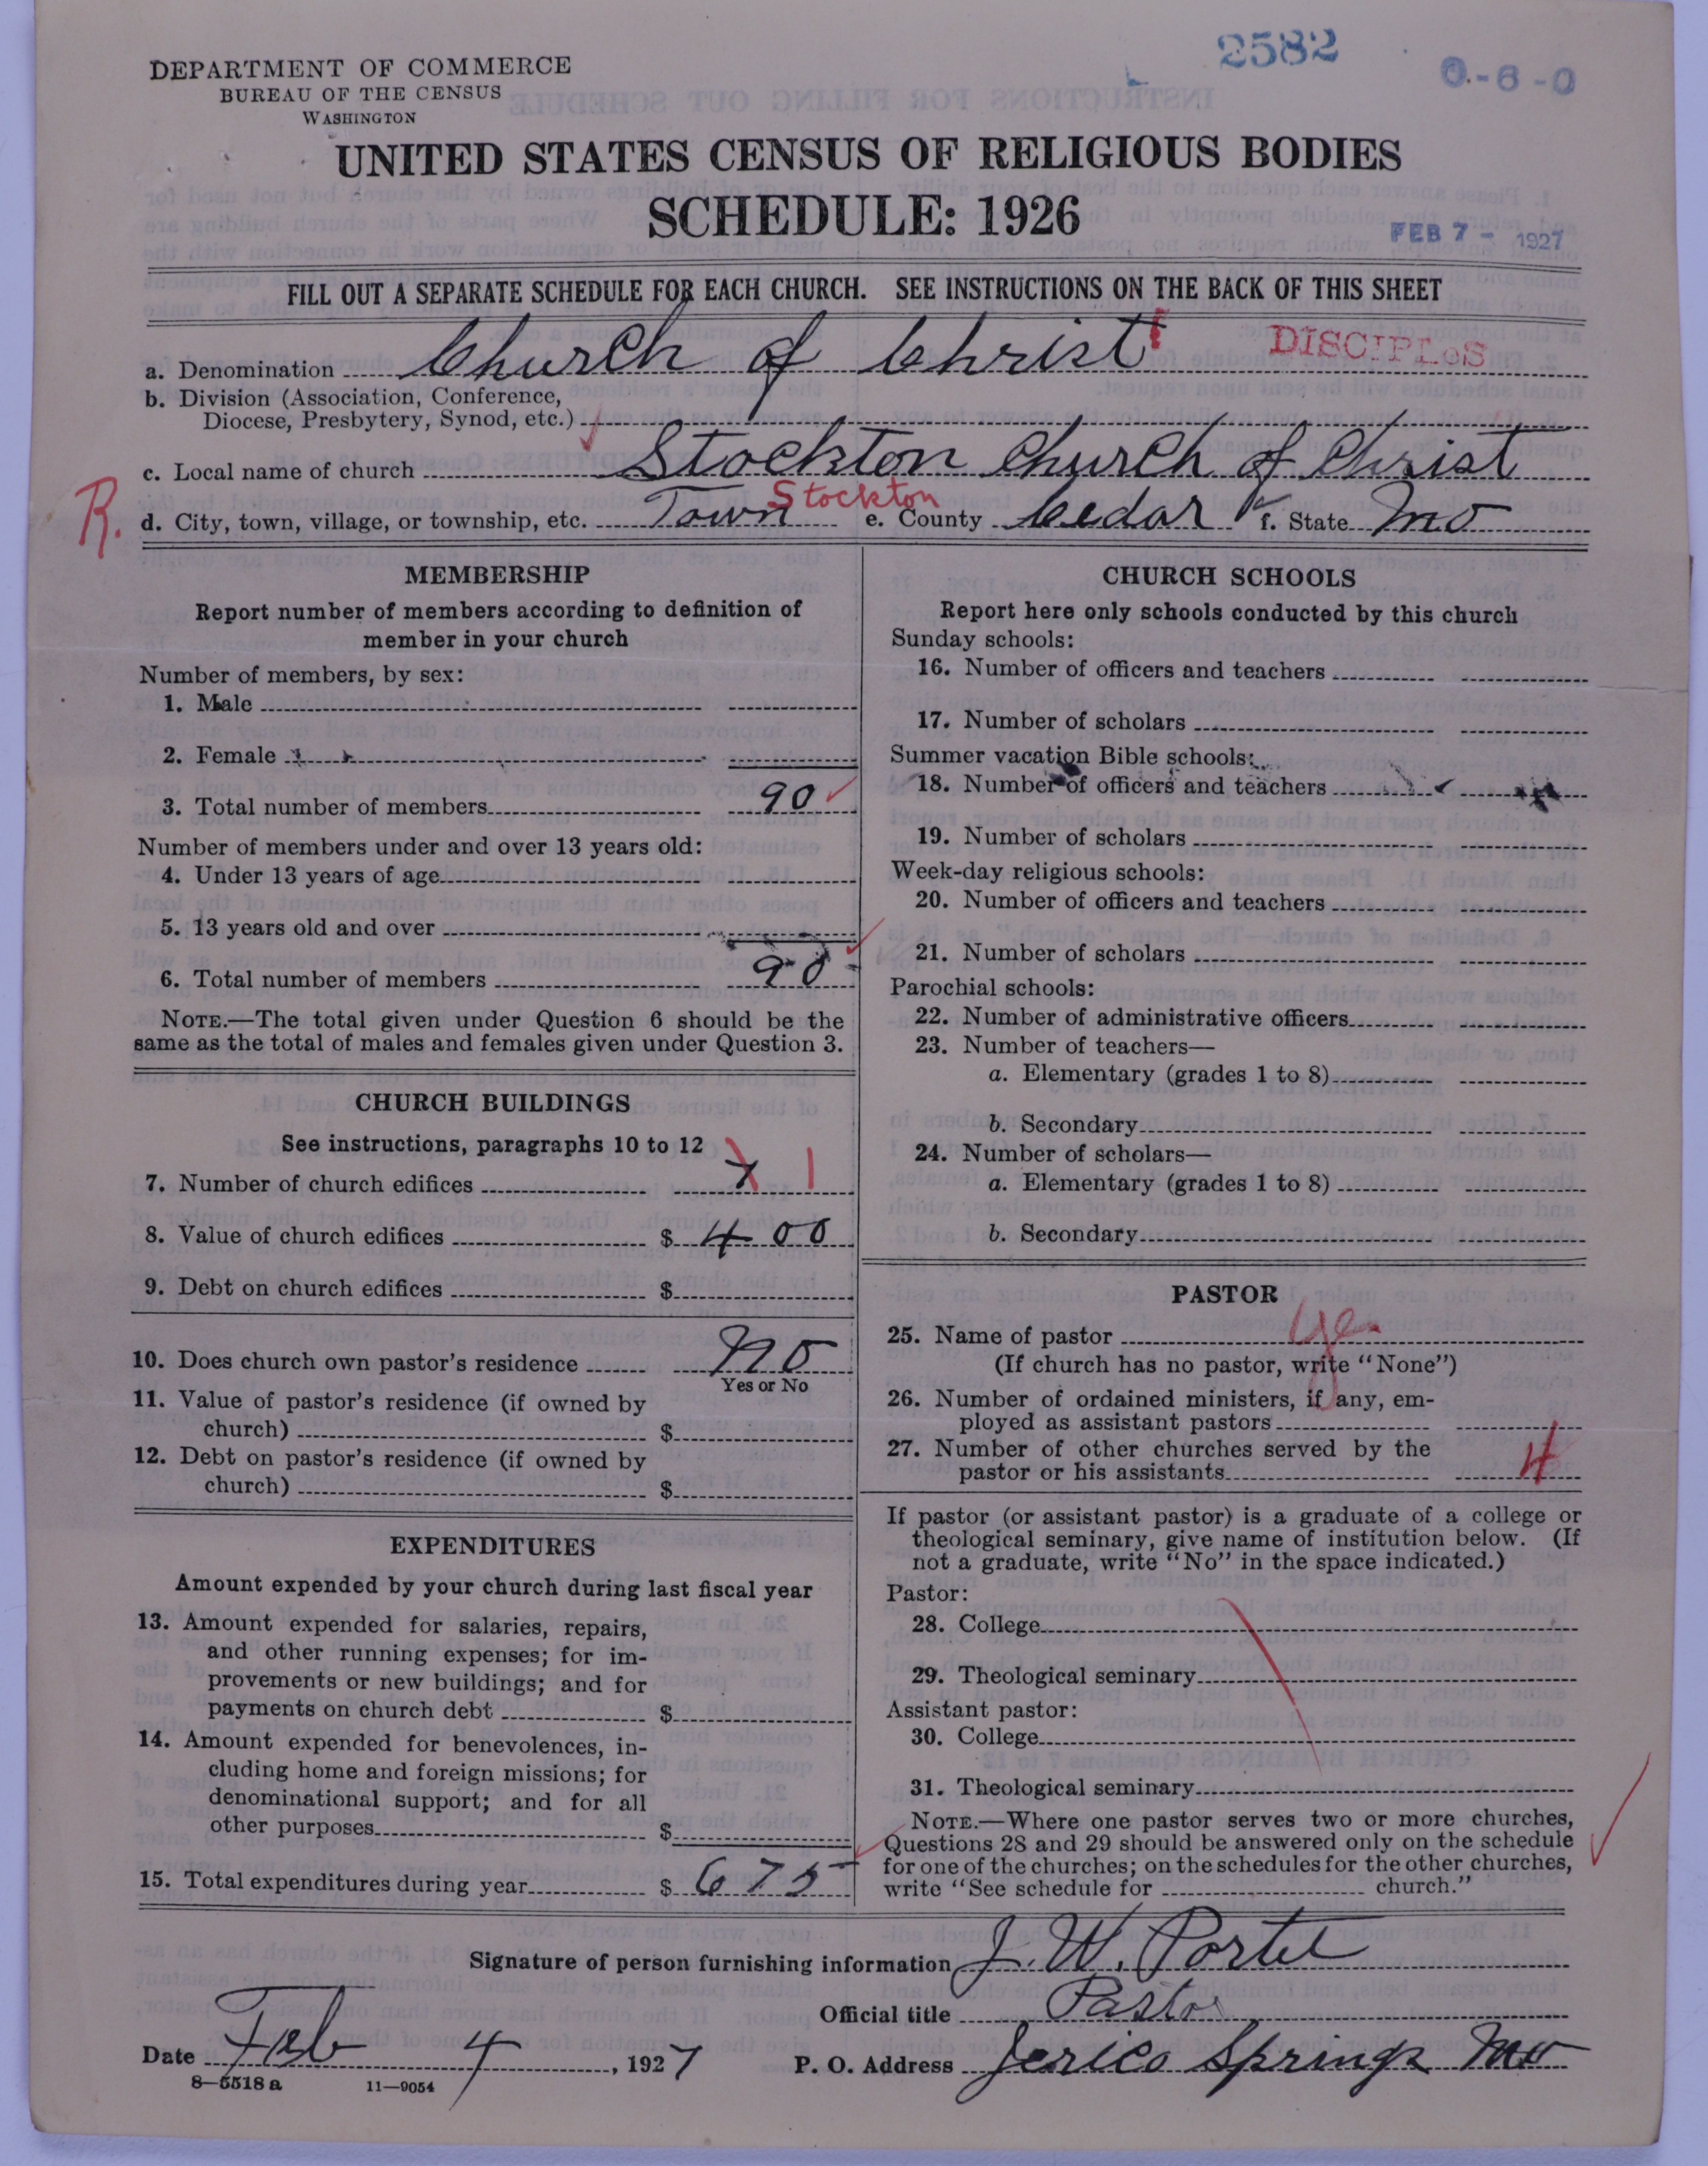 2582
0-6-0
DEPARTMENT OF COMMERCE
BUREAU OF THE CENSUS
WASHINGTON
UNITED STATES CENSUS OF RELIGIOUS BODIES
SCHEDULE: 1926
FEB 7 - 1927
FILL OUT A SEPARATE SCHEDULE FOR EACH CHURCH. SEE INSTRUCTIONS ON THE BACK OF THIS SHEET
a. Denomination Church of Christ DISCIPLES
b. Division (Association, Conference,
Diocese, Presbytery, Synod, etc.)
c. Local name of church Stockton Church of Christ
R. d. City, town, village, or township, etc. Town Stockton e. County Cedar f. State Mo
MEMBERSHIP
Report number of members according to definition of
member in your church
Number of members, by sex:
1. Male
2. Female
3. Total number of members 90
Number of members under and over 13 years old:
4. Under 13 years of age
5. 13 years old and over
6. Total number of members 90
NOTE.—The total given under Question 6 should be the
same as the total of males and females given under Question 3.
CHURCH BUILDINGS
See instructions, paragraphs 10 to 12
7. Number of church edifices 1
8. Value of church edifices $ 400
9. Debt on church edifices $
10. Does church own pastor's residence No
Yes or No
11. Value of pastor's residence (if owned by
church) $
12. Debt on pastor's residence (if owned by
church) $
EXPENDITURES
Amount expended by your church during last fiscal year
13. Amount expended for salaries, repairs,
and other running expenses; for im-
provements or new buildings; and for
payments on church debt $
14. Amount expended for benevolences, in-
cluding home and foreign missions; for
denominational support; and for all
other purposes $
15. Total expenditures during year $ 675
CHURCH SCHOOLS
Report here only schools conducted by this church
Sunday schools:
16. Number of officers and teachers
17. Number of scholars
Summer vacation Bible schools:
18. Number of officers and teachers
19. Number of scholars
Week-day religious schools:
20. Number of officers and teachers
21. Number of scholars
Parochial schools:
22. Number of administrative officers
23. Number of teachers—
a. Elementary (grades 1 to 8)
b. Secondary
24. Number of scholars—
a. Elementary (grades 1 to 8)
b. Secondary
PASTOR
25. Name of pastor
(If church has no pastor, write "None")
26. Number of ordained ministers, if any, em-
ployed as assistant pastors
27. Number of other churches served by the
pastor or his assistants 4
If pastor (or assistant pastor) is a graduate of a college or
theological seminary, give name of institution below. (If
not a graduate, write "No" in the space indicated.)
Pastor:
28. College
29. Theological seminary
Assistant pastor:
30. College
31. Theological seminary
NOTE.—Where one pastor serves two or more churches,
Questions 28 and 29 should be answered only on the schedule
for one of the churches; on the schedules for the other churches,
write "See schedule for church."
Signature of person furnishing information J. W. Porter
Official title Pastor
Date Feb 4, 1927 P. O. Address Jerico Springs Mo
8—5518 a 11—9054